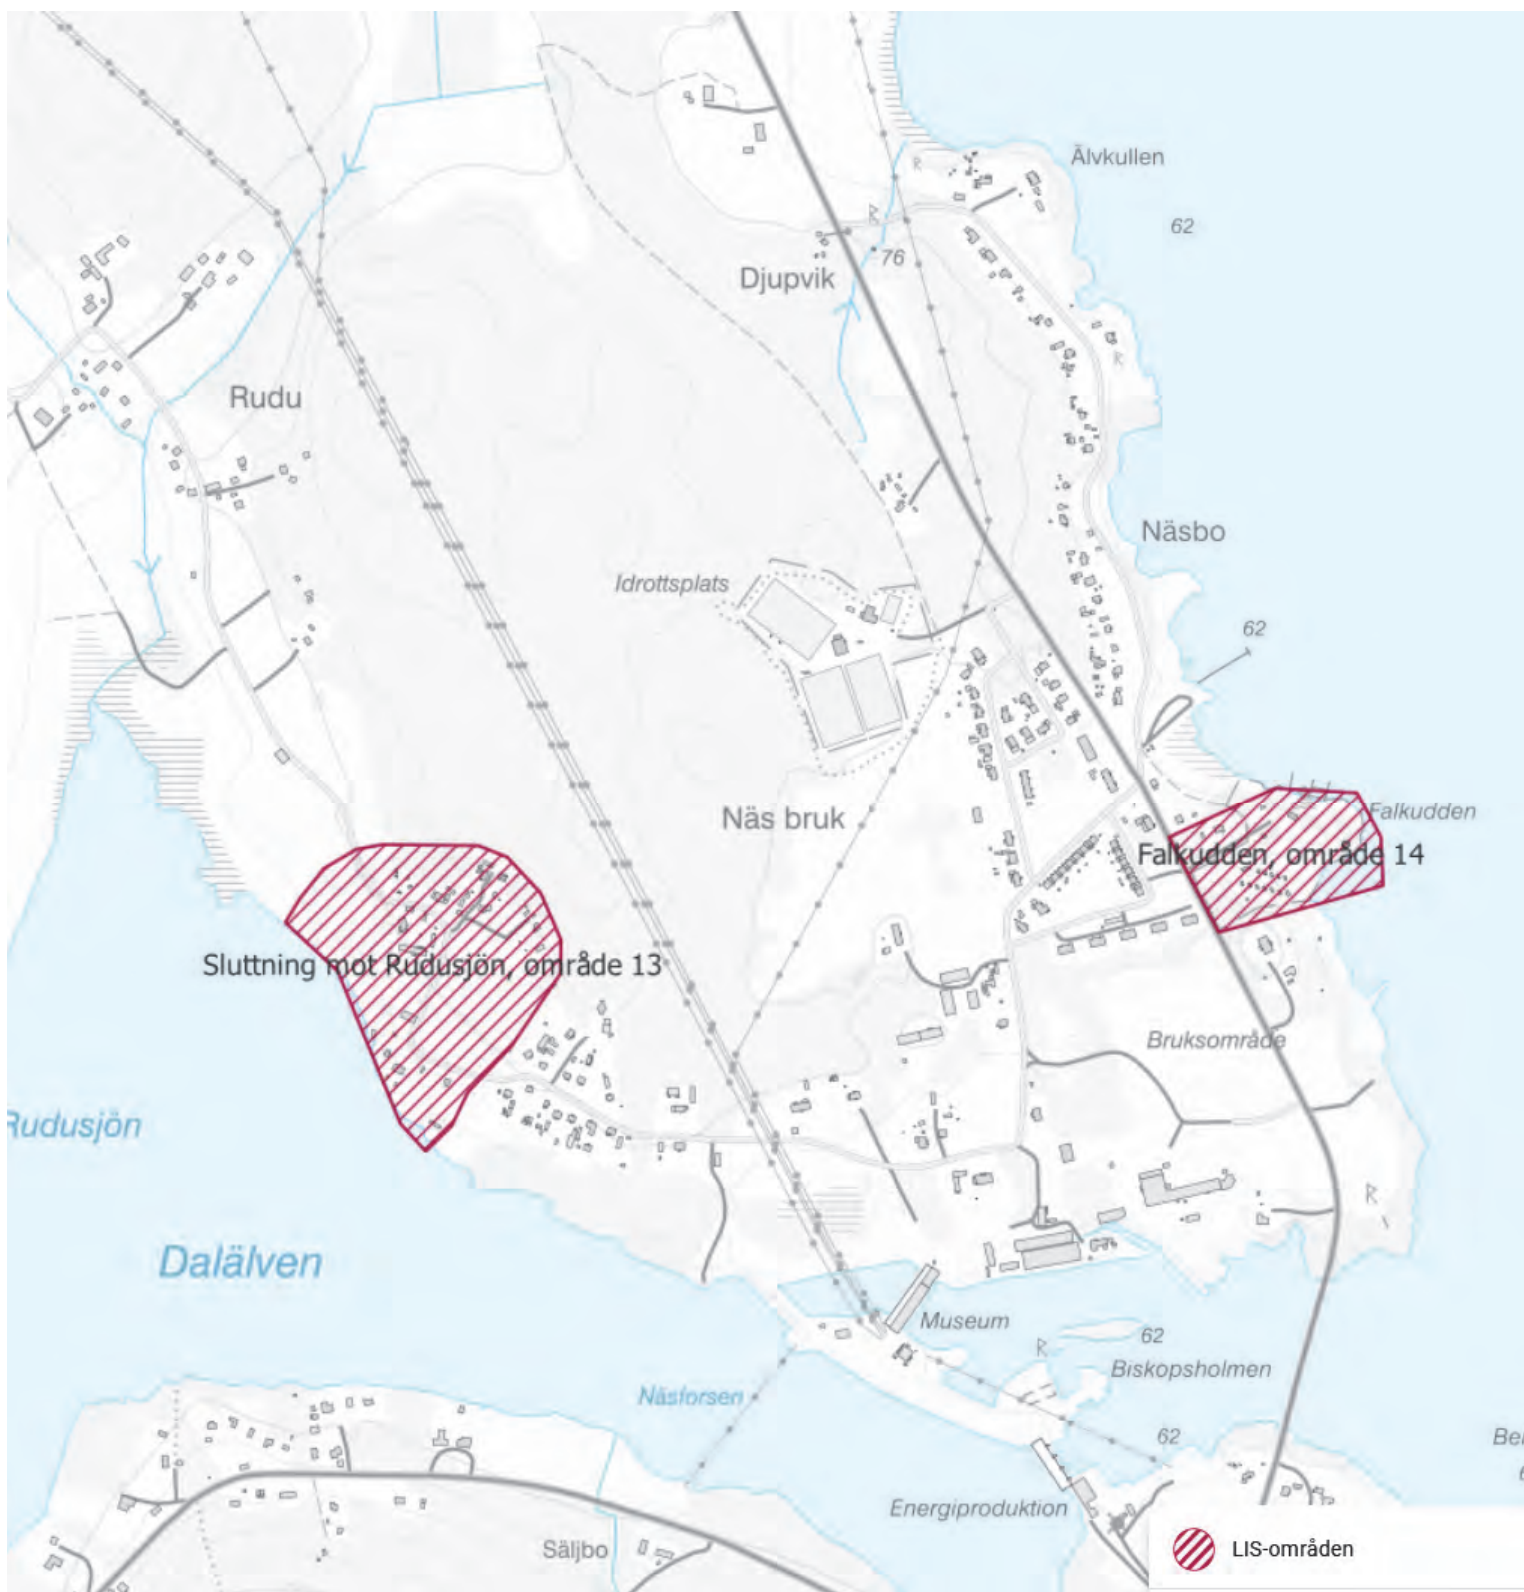 Älvkullen
62
76
Djupvik
Rudu
Näsbo
Idrottsplats
62
Näs bruk
Falkudden
Falkudden, område 14
Sluttning mot Rudusjön, område 13
Bruksområde
Rudusjön
Dalälven
Museum
62
Biskopsholmen
Näsforsen
62
Energiproduktion
Säljbo
LIS-områden